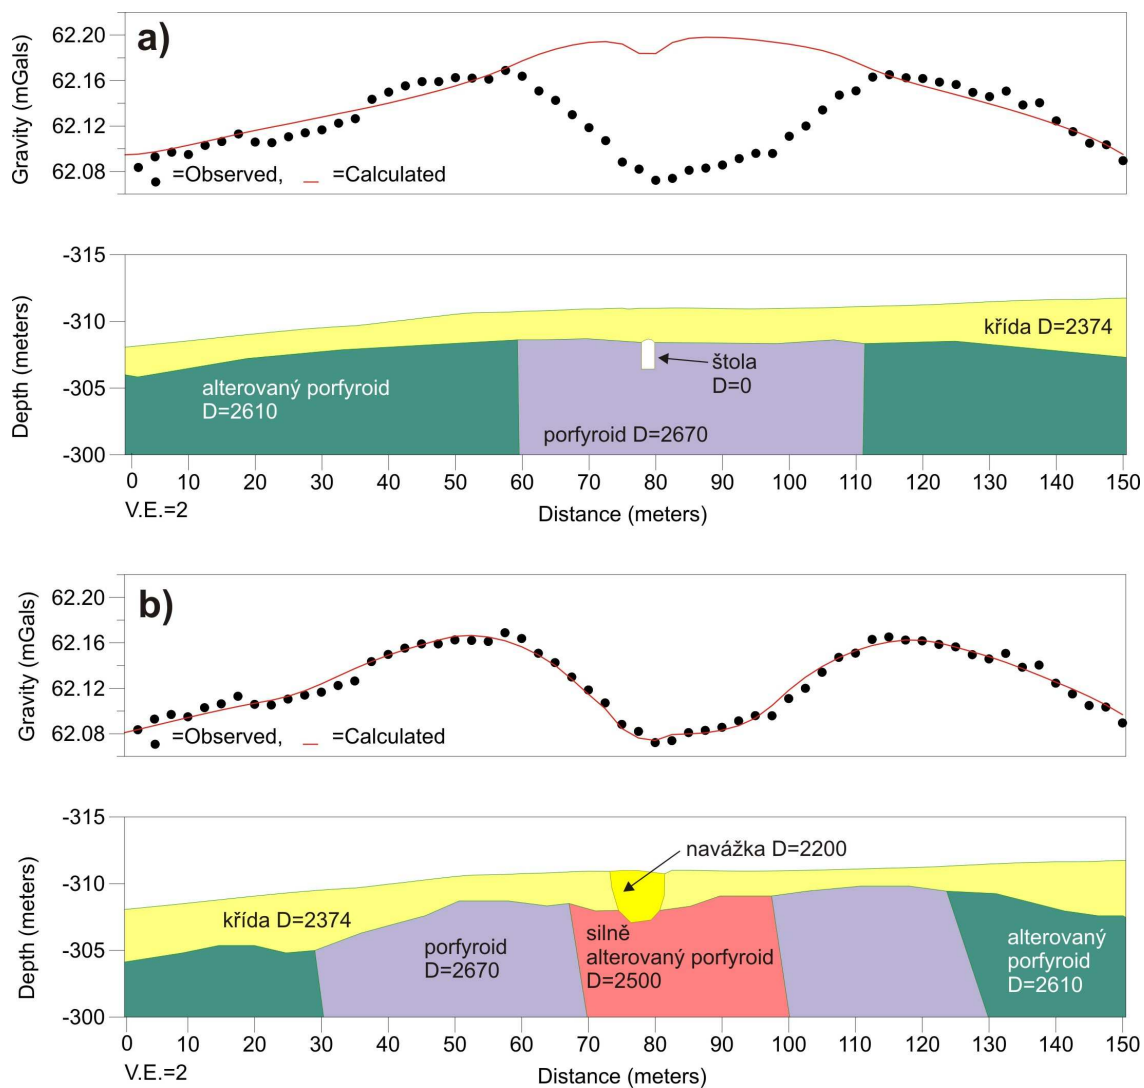 a)
Gravity (mGals)
62.20
62.16
62.12
62.08
=Observed, =Calculated
Depth (meters)
-315
-310
-305
-300
křída D=2374
alterovaný porfyroid
D=2610
štola
D=0
porfyroid D=2670
0 10 20 30 40 50 60 70 80 90 100 110 120 130 140 150
V.E.=2
Distance (meters)
b)
Gravity (mGals)
62.20
62.16
62.12
62.08
=Observed, =Calculated
Depth (meters)
-315
-310
-305
-300
navážka D=2200
křída D=2374
porfyroid
D=2670
silně
alterovaný porfyroid
D=2500
alterovaný
porfyroid
D=2610
0 10 20 30 40 50 60 70 80 90 100 110 120 130 140 150
V.E.=2
Distance (meters)